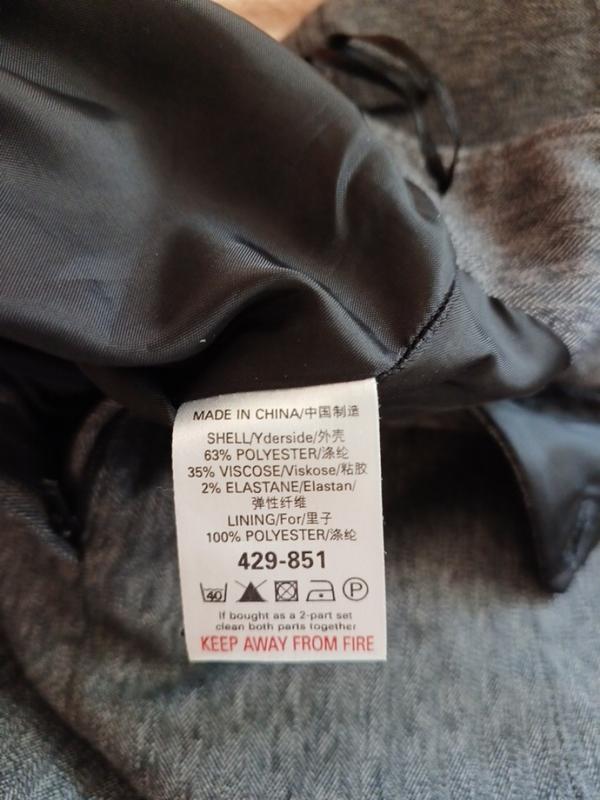 MADE IN CHINA/中国制造
SHELL/Yderside/外壳
63% POLYESTER/涤纶
35% VISCOSE/Viskose/粘胶
2% ELASTANE/Elastan/
弹性纤维
LINING/For/里子
100% POLYESTER/涤纶
429-851
40 P
If bought as a 2-part set
clean both parts together
KEEP AWAY FROM FIRE